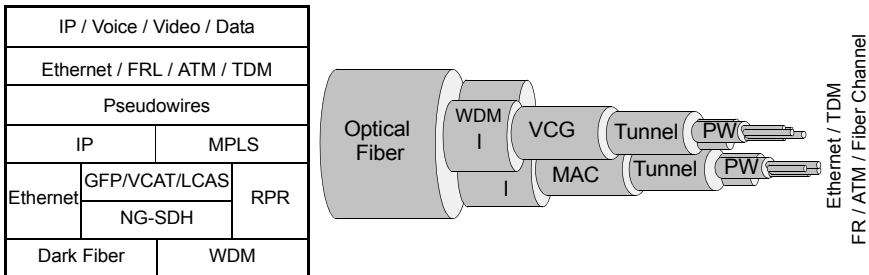 IP / Voice / Video / Data
Ethernet / FRL / ATM / TDM
Pseudowires
IP
MPLS
Ethernet
GFP/VCAT/LCAS
NG-SDH
RPR
Dark Fiber
WDM
Optical
Fiber
WDM
I
VCG
Tunnel
PW
I
MAC
Tunnel
PW
Ethernet / TDM
FR / ATM / Fiber Channel